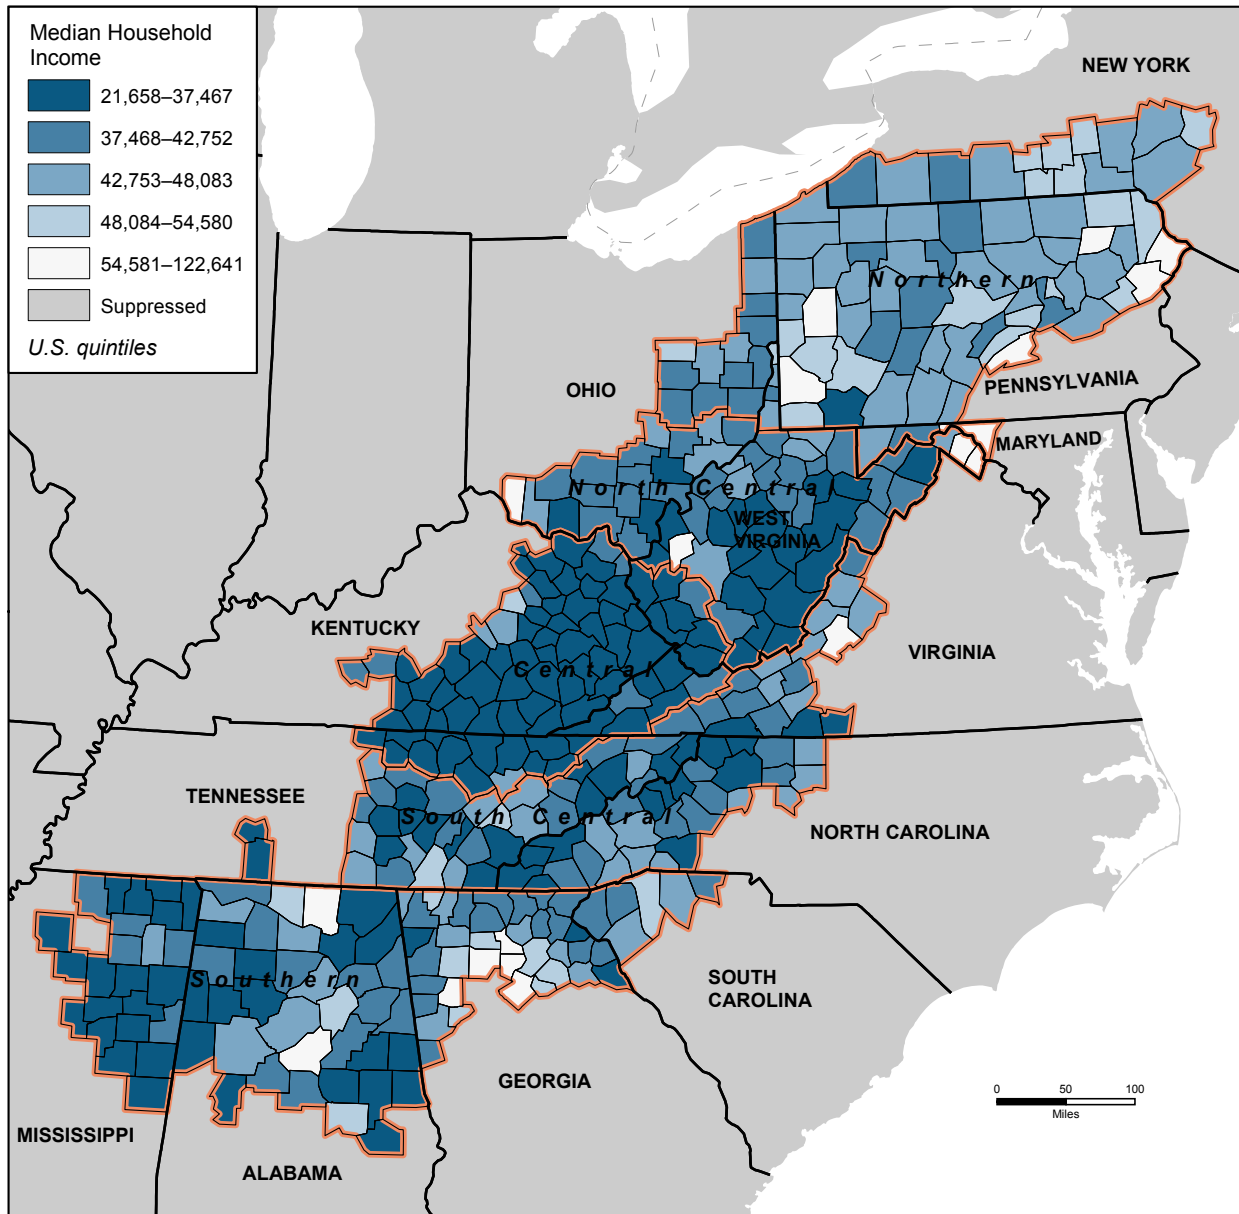 Median Household
Income
21,658–37,467
37,468–42,752
42,753–48,083
48,084–54,580
54,581–122,641
Suppressed
U.S. quintiles
NEW YORK
Northern
PENNSYLVANIA
OHIO
MARYLAND
North Central
WEST
VIRGINIA
KENTUCKY
VIRGINIA
Central
TENNESSEE
South Central
NORTH CAROLINA
Southern
SOUTH
CAROLINA
GEORGIA
0 50 100
Miles
MISSISSIPPI
ALABAMA